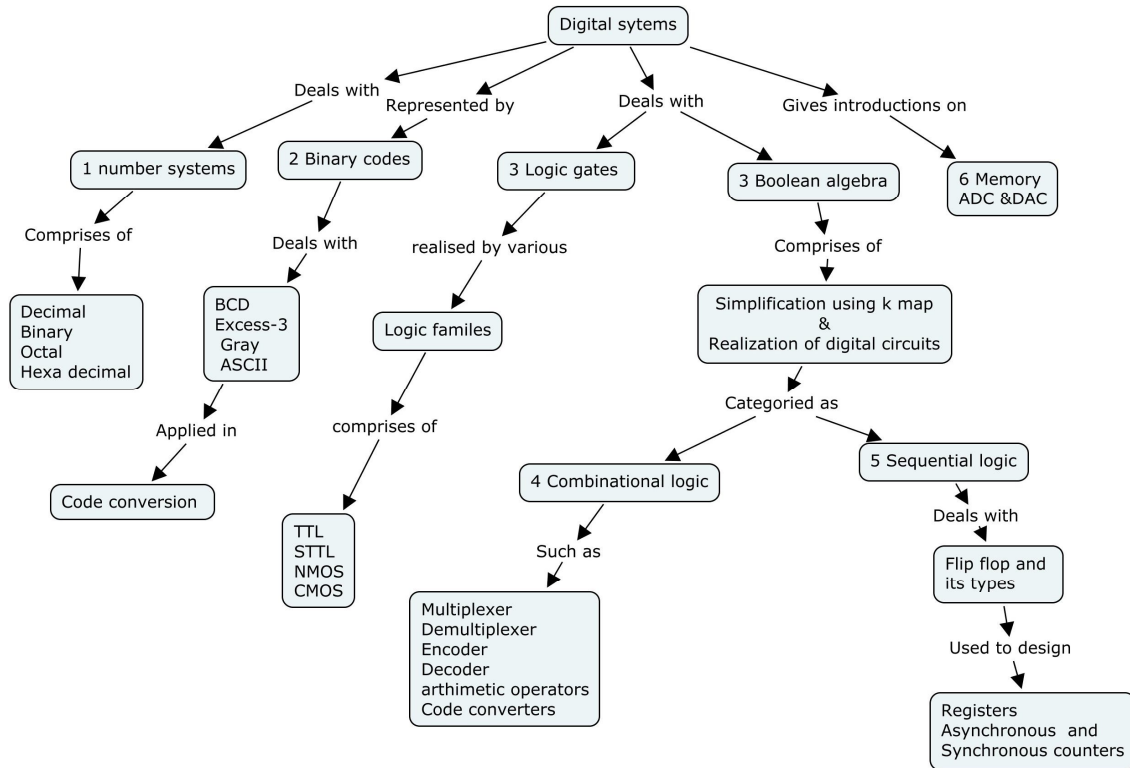 Digital sytems
Deals with
Represented by
Deals with
Gives introductions on
1 number systems
2 Binary codes
3 Logic gates
3 Boolean algebra
6 Memory
ADC &DAC
Comprises of
Deals with
realised by various
Comprises of
Decimal
Binary
Octal
Hexa decimal
BCD
Excess-3
Gray
ASCII
Logic familes
Simplification using k map
&
Realization of digital circuits
Applied in
comprises of
Categoried as
Code conversion
4 Combinational logic
5 Sequential logic
TTL
STTL
NMOS
CMOS
Such as
Deals with
Multiplexer
Demultiplexer
Encoder
Decoder
arthimetic operators
Code converters
Flip flop and
its types
Used to design
Registers
Asynchronous and
Synchronous counters